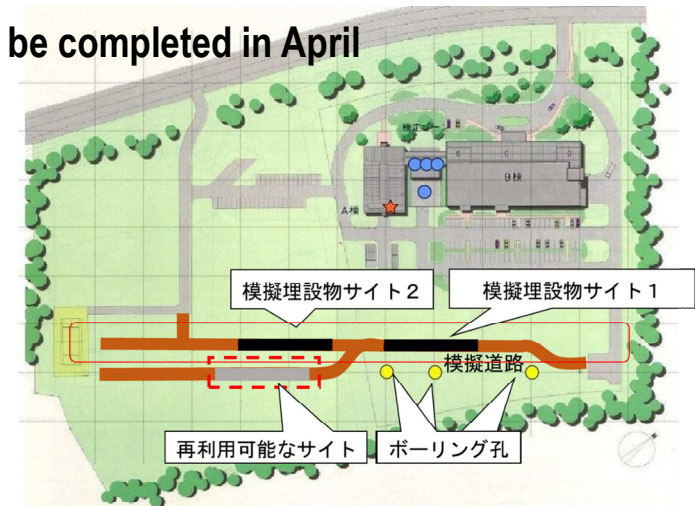 be completed in April
A棟
B棟
模擬埋設物サイト2
模擬埋設物サイト1
模擬道路
再利用可能なサイト
ボーリング孔